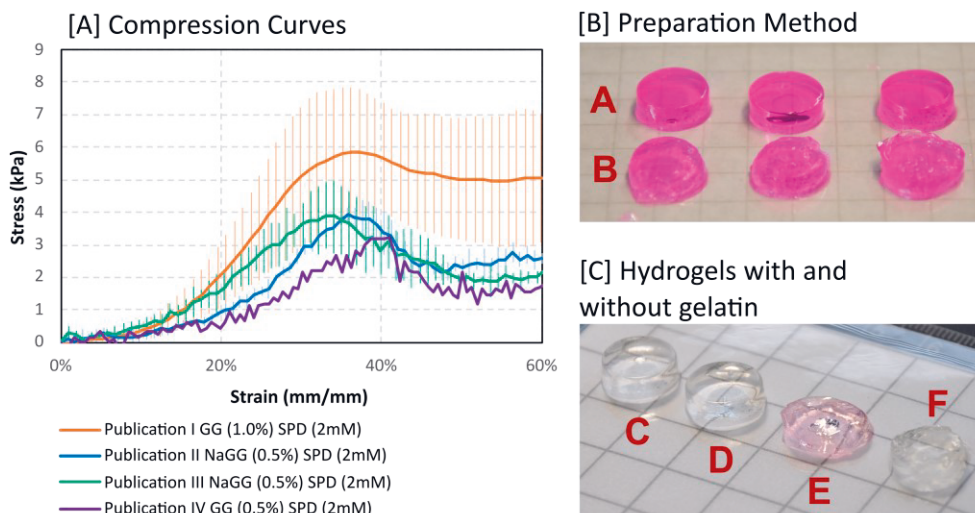 [A] Compression Curves
9
8
7
6
5
4
3
2
1
0
Stress (kPa)
0%
20%
40%
60%
Strain (mm/mm)
Publication I GG (1.0%) SPD (2mM)
Publication II NaGG (0.5%) SPD (2mM)
Publication III NaGG (0.5%) SPD (2mM)
Publication IV GG (0.5%) SPD (2mM)
[B] Preparation Method
A
B
[C] Hydrogels with and
without gelatin
C
D
E
F